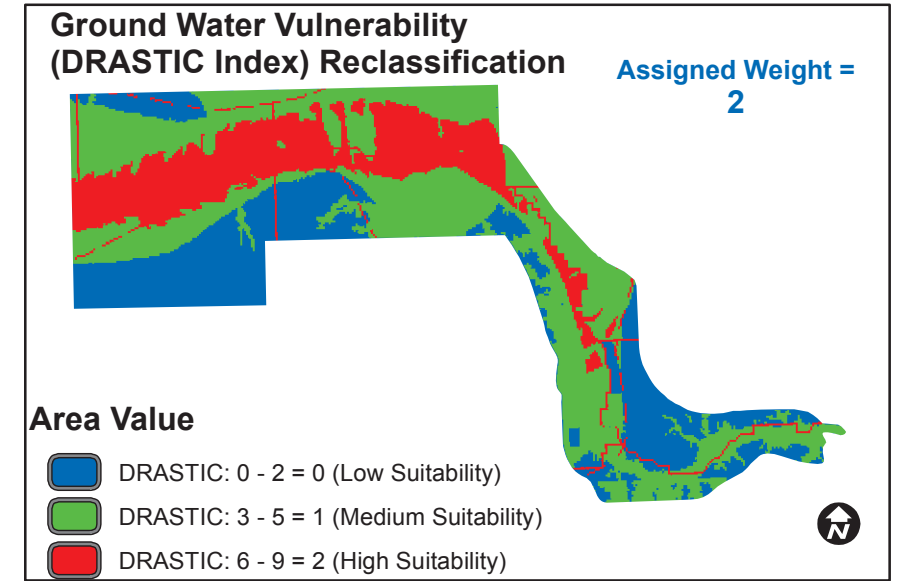 Ground Water Vulnerability
(DRASTIC Index) Reclassification
Assigned Weight =
2
Area Value
DRASTIC: 0 - 2 = 0 (Low Suitability)
DRASTIC: 3 - 5 = 1 (Medium Suitability)
DRASTIC: 6 - 9 = 2 (High Suitability)
N